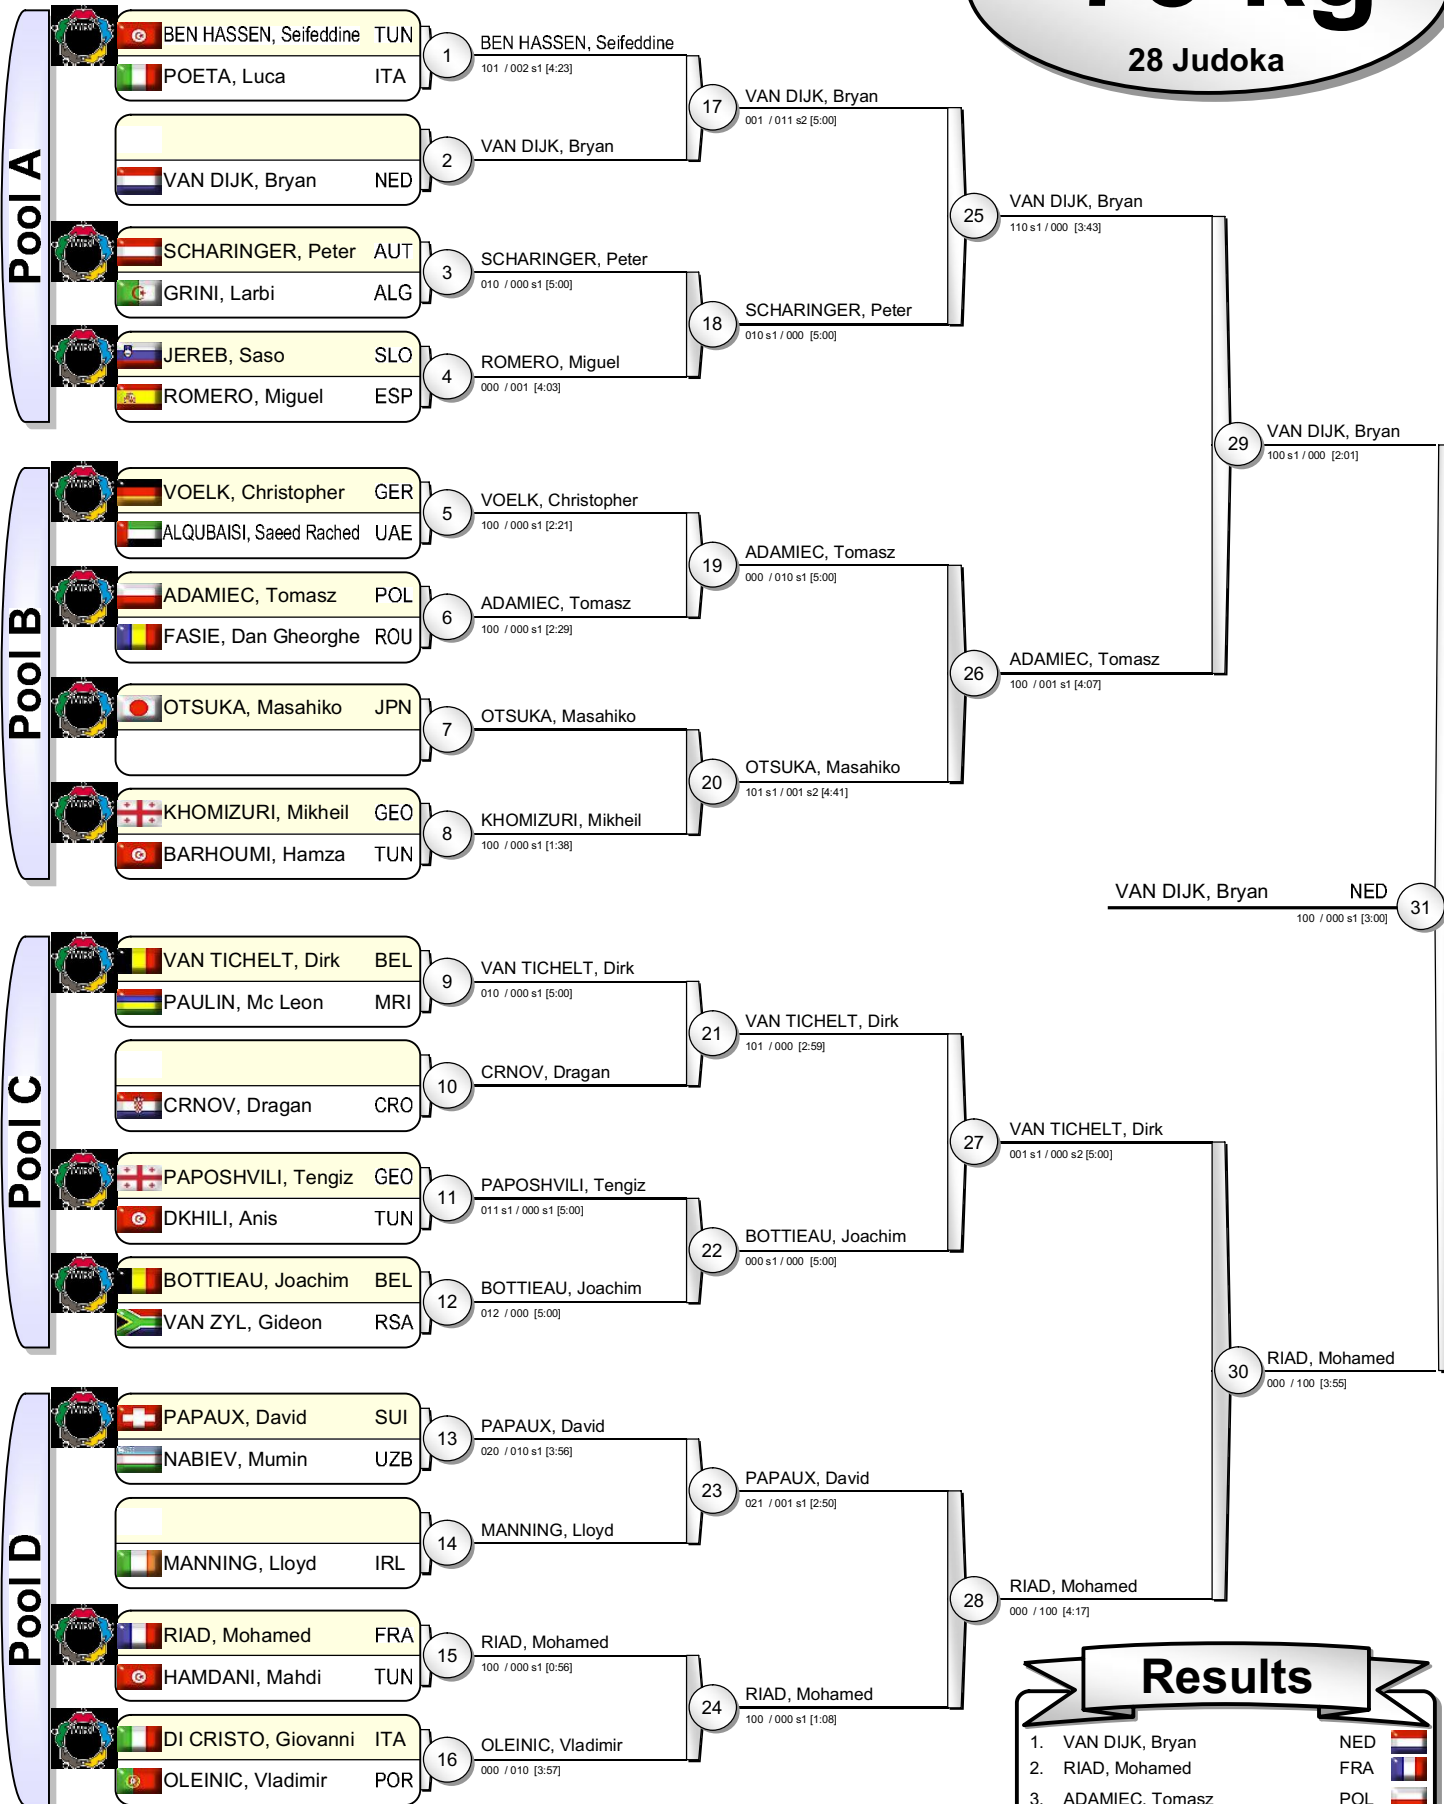 73 kg
28 Judoka
Pool A
BEN HASSEN, Seifeddine TUN
POETA, Luca ITA
1
BEN HASSEN, Seifeddine
101 / 002 s1 [4:23]
VAN DIJK, Bryan NED
2
VAN DIJK, Bryan
17
VAN DIJK, Bryan
001 / 011 s2 [5:00]
SCHARINGER, Peter AUT
GRINI, Larbi ALG
3
SCHARINGER, Peter
010 / 000 s1 [5:00]
JEREB, Saso SLO
ROMERO, Miguel ESP
4
ROMERO, Miguel
000 / 001 [4:03]
18
SCHARINGER, Peter
010 s1 / 000 [5:00]
25
VAN DIJK, Bryan
110 s1 / 000 [3:43]
Pool B
VOELK, Christopher GER
ALQUBAISI, Saeed Rached UAE
5
VOELK, Christopher
100 / 000 s1 [2:21]
ADAMIEC, Tomasz POL
FASIE, Dan Gheorghe ROU
6
ADAMIEC, Tomasz
100 / 000 s1 [2:29]
19
ADAMIEC, Tomasz
000 / 010 s1 [5:00]
OTSUKA, Masahiko JPN
7
OTSUKA, Masahiko
KHOMIZURI, Mikheil GEO
BARHOUMI, Hamza TUN
8
KHOMIZURI, Mikheil
100 / 000 s1 [1:38]
20
OTSUKA, Masahiko
101 s1 / 001 s2 [4:41]
26
ADAMIEC, Tomasz
100 / 001 s1 [4:07]
29
VAN DIJK, Bryan
100 s1 / 000 [2:01]
VAN DIJK, Bryan NED
100 / 000 s1 [3:00]
31
Pool C
VAN TICHELT, Dirk BEL
PAULIN, Mc Leon MRI
9
VAN TICHELT, Dirk
010 / 000 s1 [5:00]
CRNOV, Dragan CRO
10
CRNOV, Dragan
21
VAN TICHELT, Dirk
101 / 000 [2:59]
PAPOSHVILI, Tengiz GEO
DKHILI, Anis TUN
11
PAPOSHVILI, Tengiz
011 s1 / 000 s1 [5:00]
BOTTIEAU, Joachim BEL
VAN ZYL, Gideon RSA
12
BOTTIEAU, Joachim
012 / 000 [5:00]
22
BOTTIEAU, Joachim
000 s1 / 000 [5:00]
27
VAN TICHELT, Dirk
001 s1 / 000 s2 [5:00]
Pool D
PAPAUX, David SUI
NABIEV, Mumin UZB
13
PAPAUX, David
020 / 010 s1 [3:56]
MANNING, Lloyd IRL
14
MANNING, Lloyd
23
PAPAUX, David
021 / 001 s1 [2:50]
RIAD, Mohamed FRA
HAMDANI, Mahdi TUN
15
RIAD, Mohamed
100 / 000 s1 [0:56]
DI CRISTO, Giovanni ITA
OLEINIC, Vladimir POR
16
OLEINIC, Vladimir
000 / 010 [3:57]
24
RIAD, Mohamed
100 / 000 s1 [1:08]
28
RIAD, Mohamed
000 / 100 [4:17]
30
RIAD, Mohamed
000 / 100 [3:55]
Results
1. VAN DIJK, Bryan NED
2. RIAD, Mohamed FRA
3. ADAMIEC, Tomasz POL